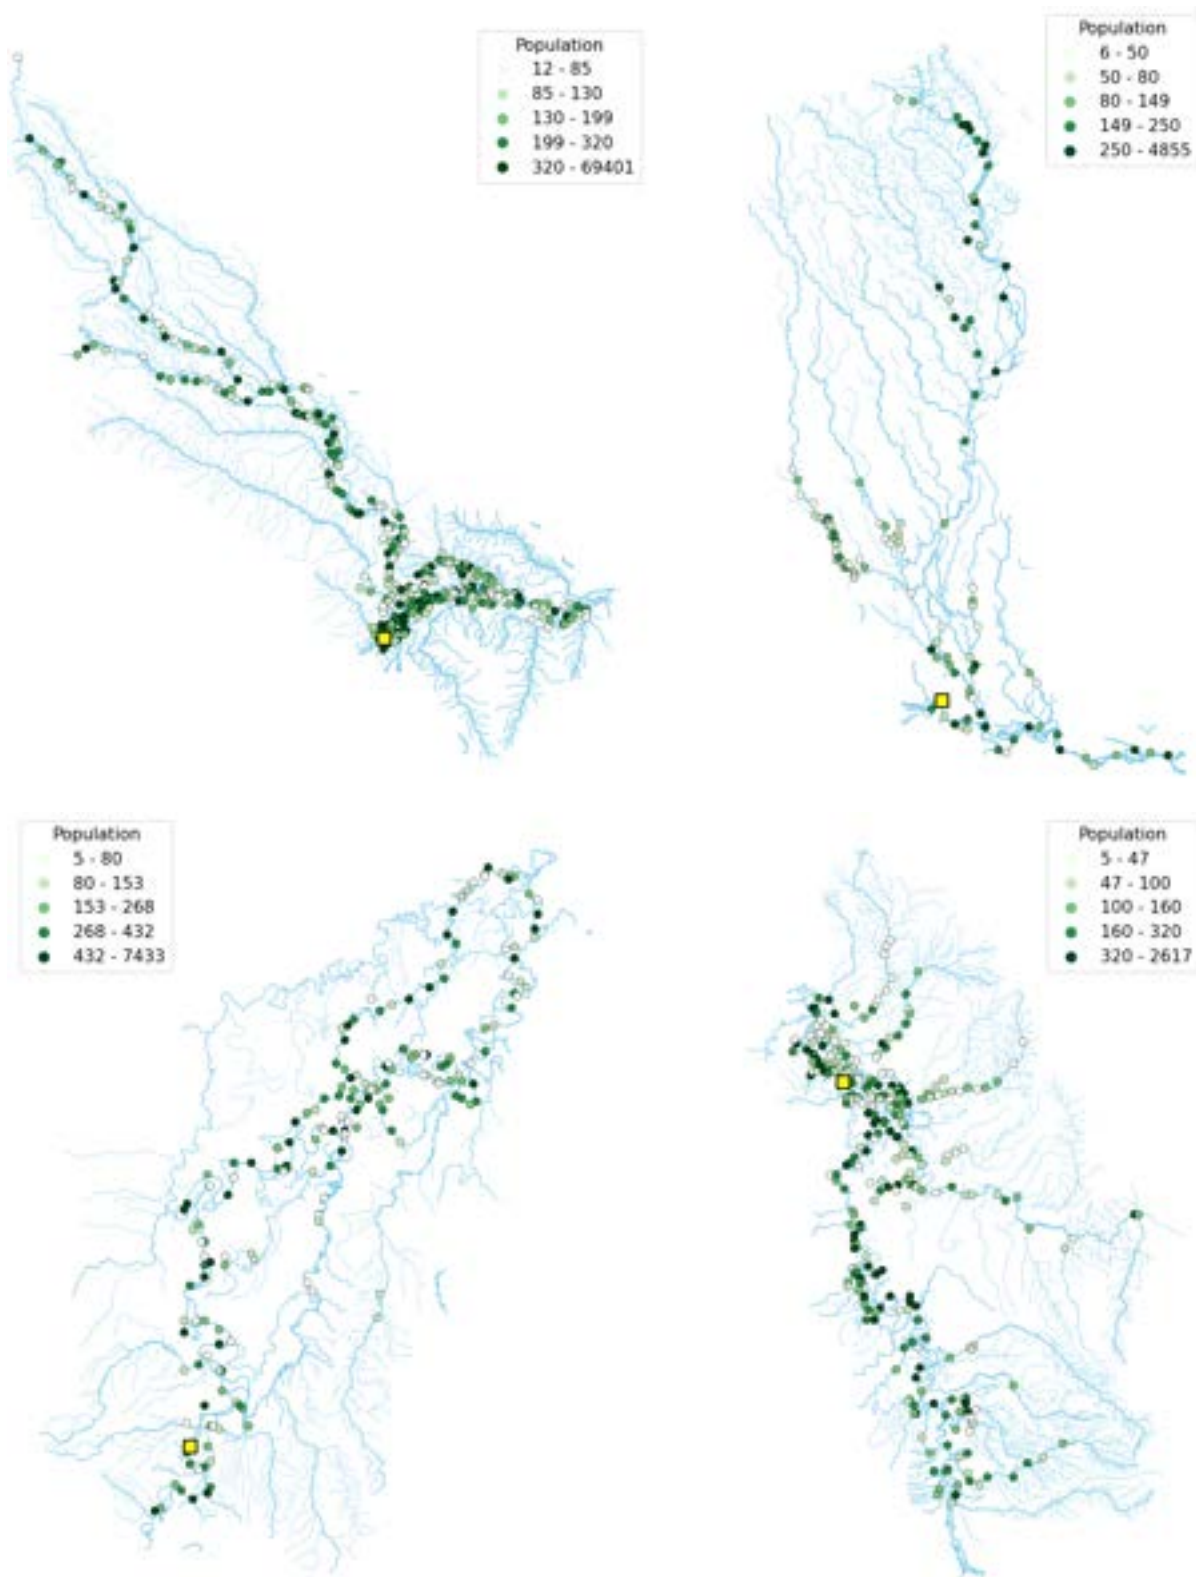 Population
12 - 85
85 - 130
130 - 199
199 - 320
320 - 69401
Population
6 - 50
50 - 80
80 - 149
149 - 250
250 - 4855
Population
5 - 80
80 - 153
153 - 268
268 - 432
432 - 7433
Population
5 - 47
47 - 100
100 - 160
160 - 320
320 - 2617